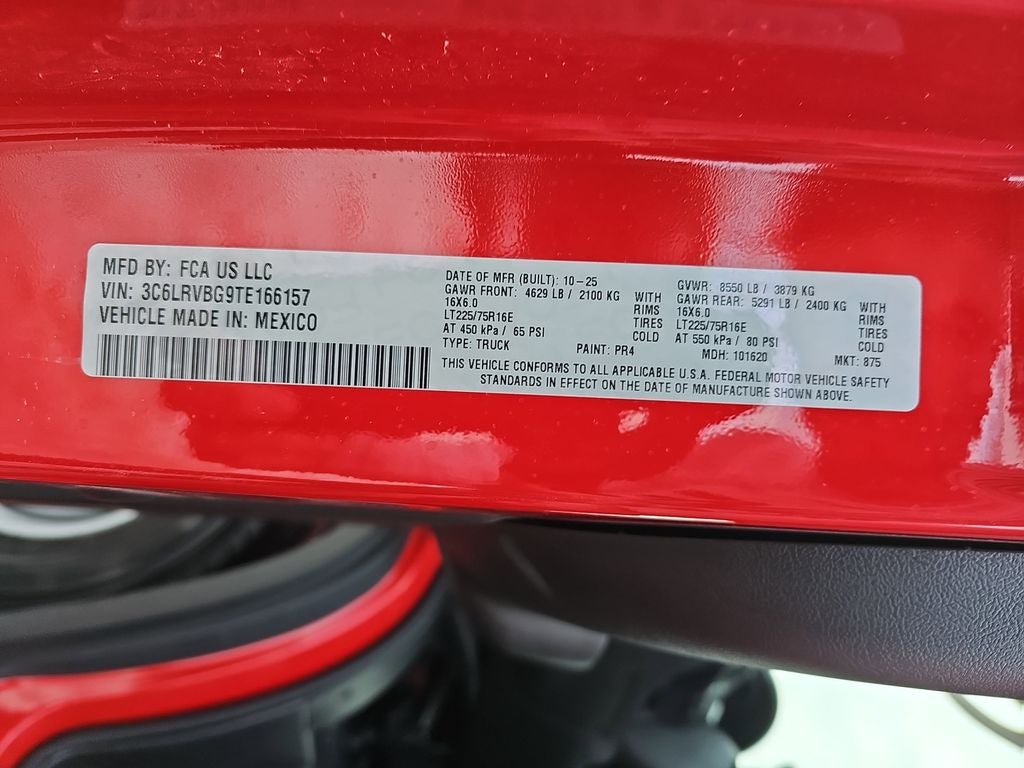 MFD BY: FCA US LLC
VIN: 3C6LRVBG9TE166157
VEHICLE MADE IN: MEXICO
DATE OF MFR (BUILT): 10-25
GAWR FRONT: 4629 LB / 2100 KG WITH
16X6.0 RIMS
LT225/75R16E TIRES
AT 450 kPa / 65 PSI COLD
TYPE: TRUCK PAINT: PR4
GVWR: 8550 LB / 3879 KG
GAWR REAR: 5291 LB / 2400 KG WITH
16X6.0 RIMS
LT225/75R16E TIRES
AT 550 kPa / 80 PSI COLD
MDH: 101620 MKT: 875
THIS VEHICLE CONFORMS TO ALL APPLICABLE U.S.A. FEDERAL MOTOR VEHICLE SAFETY
STANDARDS IN EFFECT ON THE DATE OF MANUFACTURE SHOWN ABOVE.